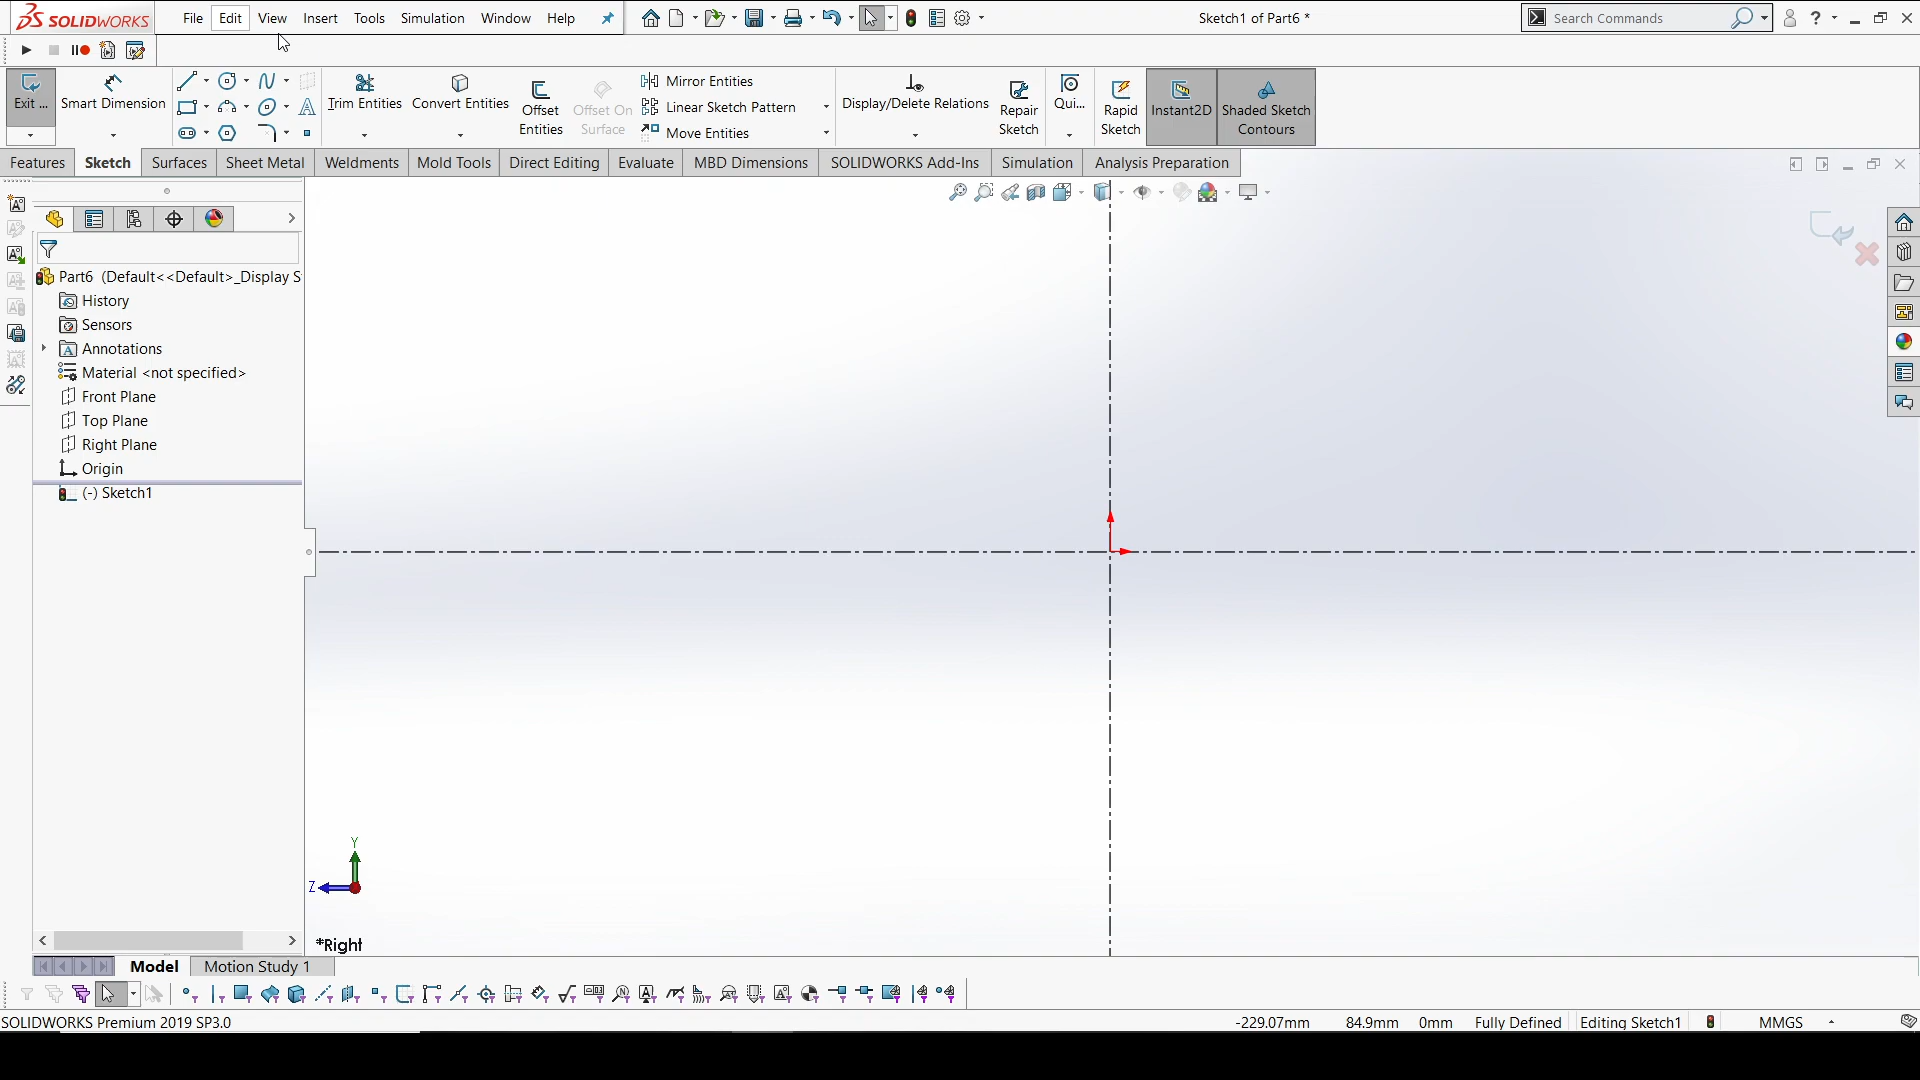 SOLIDWORKS File Edit View Insert Tools Simulation Window Help Sketch1 of Part6 * Search Commands ?
Exit ... Smart Dimension Trim Entities Convert Entities Offset Entities Offset On Surface Mirror Entities Display/Delete Relations Repair Sketch Qui... Rapid Sketch Instant2D Shaded Sketch Contours
Linear Sketch Pattern
Move Entities
Features Sketch Surfaces Sheet Metal Weldments Mold Tools Direct Editing Evaluate MBD Dimensions SOLIDWORKS Add-Ins Simulation Analysis Preparation
Part6 (Default<<Default>_Display S
History
Sensors
Annotations
Material <not specified>
Front Plane
Top Plane
Right Plane
Origin
(-) Sketch1
Y
Z
*Right
Model Motion Study 1
SOLIDWORKS Premium 2019 SP3.0 -229.07mm 84.9mm 0mm Fully Defined Editing Sketch1 MMGS